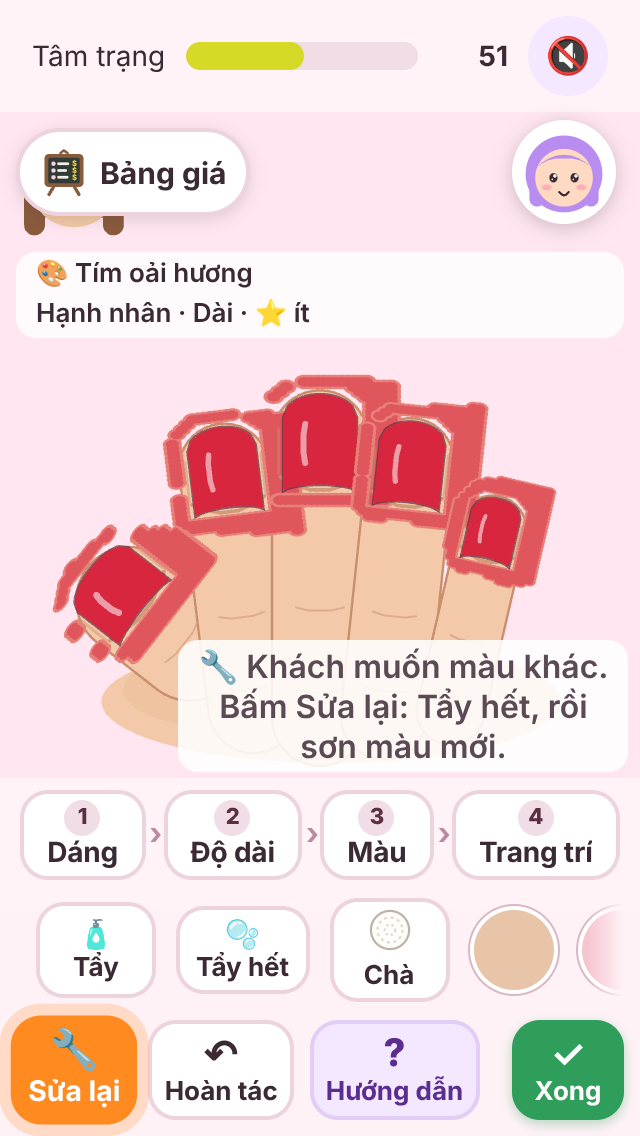 Tâm trạng 51
Bảng giá
Tím oải hương
Hạnh nhân · Dài · ⭐ ít
Khách muốn màu khác.
Bấm Sửa lại: Tẩy hết, rồi
sơn màu mới.
1 2 3 4
Dáng › Độ dài › Màu › Trang trí
Tẩy Tẩy hết Chà
Sửa lại Hoàn tác ? Hướng dẫn Xong